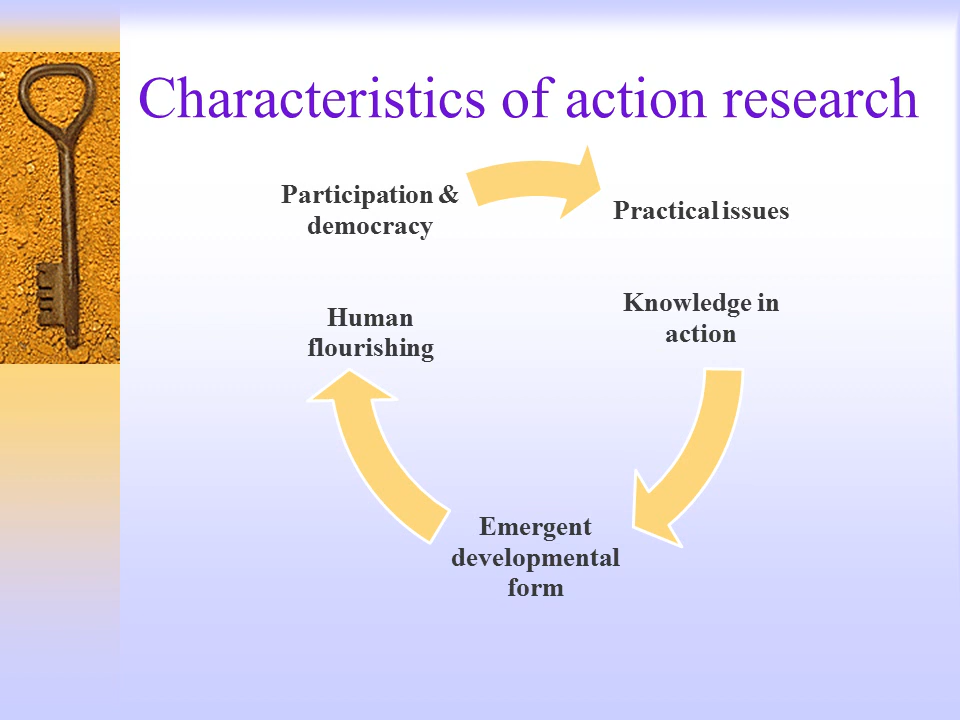 Characteristics of action research
Participation &
democracy
Practical issues
Knowledge in
action
Human
flourishing
Emergent
developmental
form